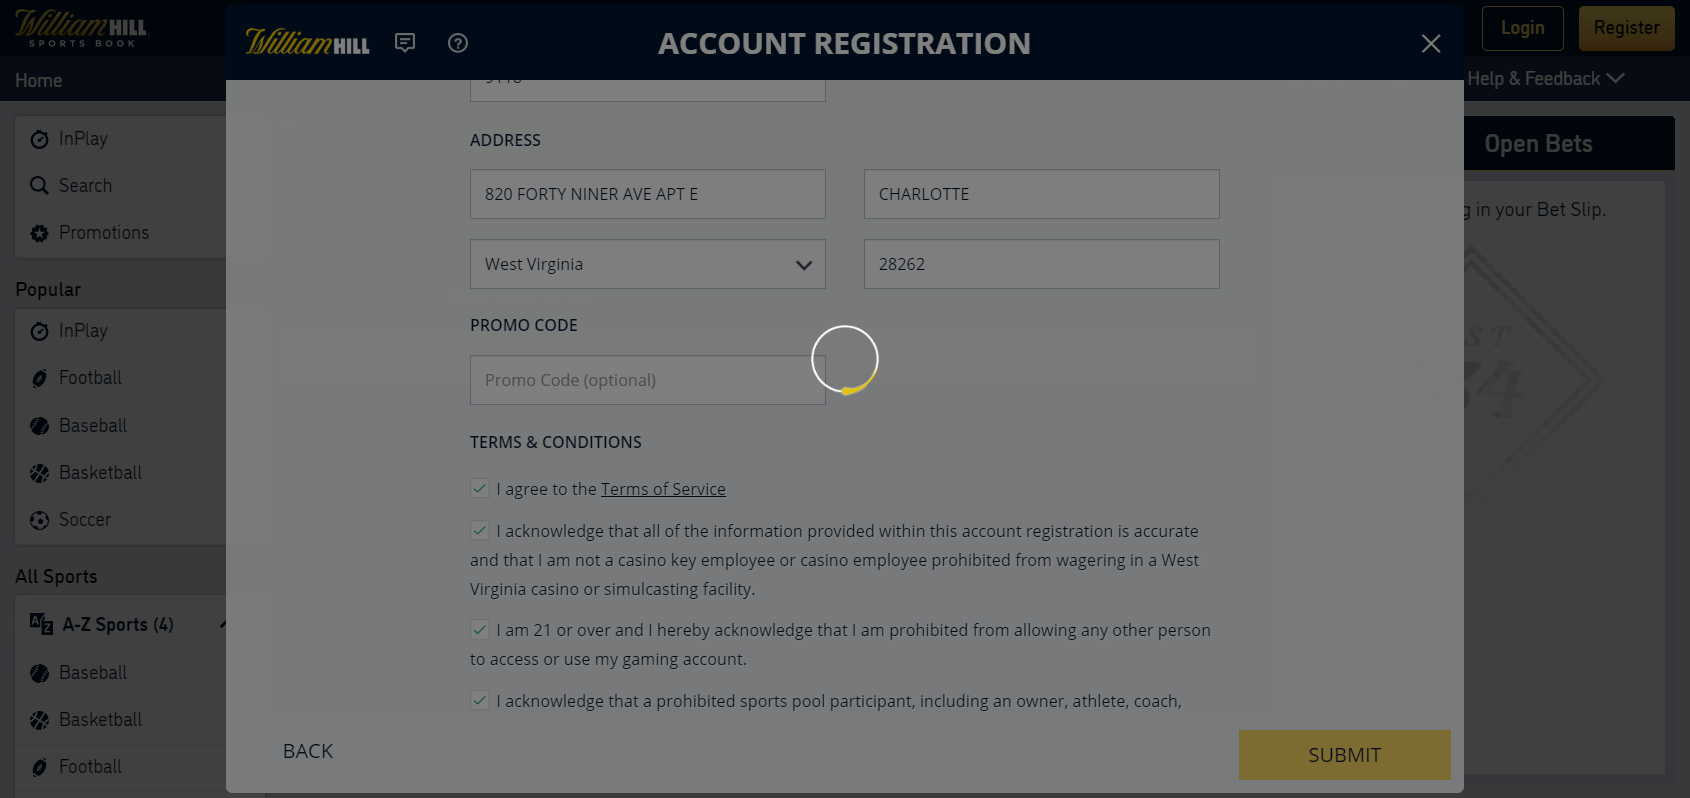 William HILL
SPORTS BOOK
Home
Login
Register
Help & Feedback
William HILL
ACCOUNT REGISTRATION
InPlay
Search
Promotions
Popular
InPlay
Football
Baseball
Basketball
Soccer
All Sports
A-Z Sports (4)
Baseball
Basketball
Football
ADDRESS
820 FORTY NINER AVE APT E
CHARLOTTE
West Virginia
28262
PROMO CODE
Promo Code (optional)
TERMS & CONDITIONS
I agree to the Terms of Service
I acknowledge that all of the information provided within this account registration is accurate
and that I am not a casino key employee or casino employee prohibited from wagering in a West
Virginia casino or simulcasting facility.
I am 21 or over and I hereby acknowledge that I am prohibited from allowing any other person
to access or use my gaming account.
I acknowledge that a prohibited sports pool participant, including an owner, athlete, coach,
BACK
SUBMIT
Open Bets
in your Bet Slip.